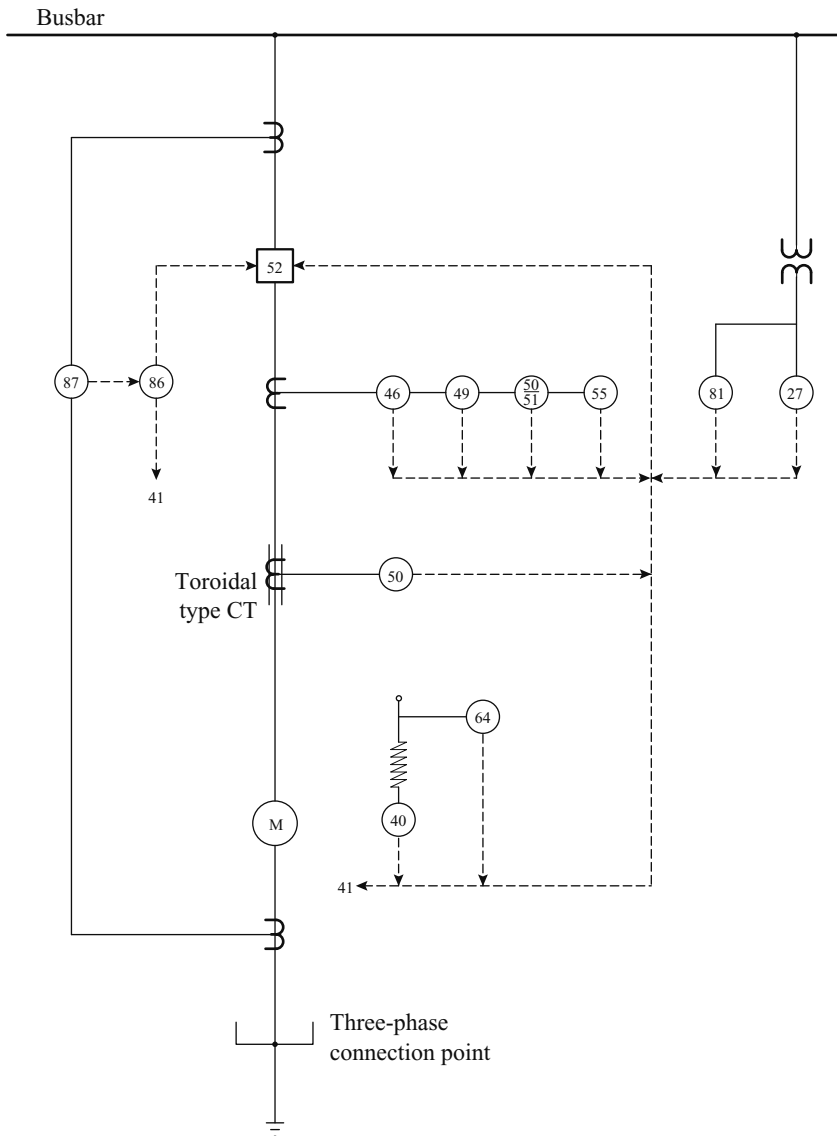 Busbar
52
87
86
46
49
50
51
55
81
27
41
Toroidal
type CT
50
64
M
40
41
Three-phase
connection point